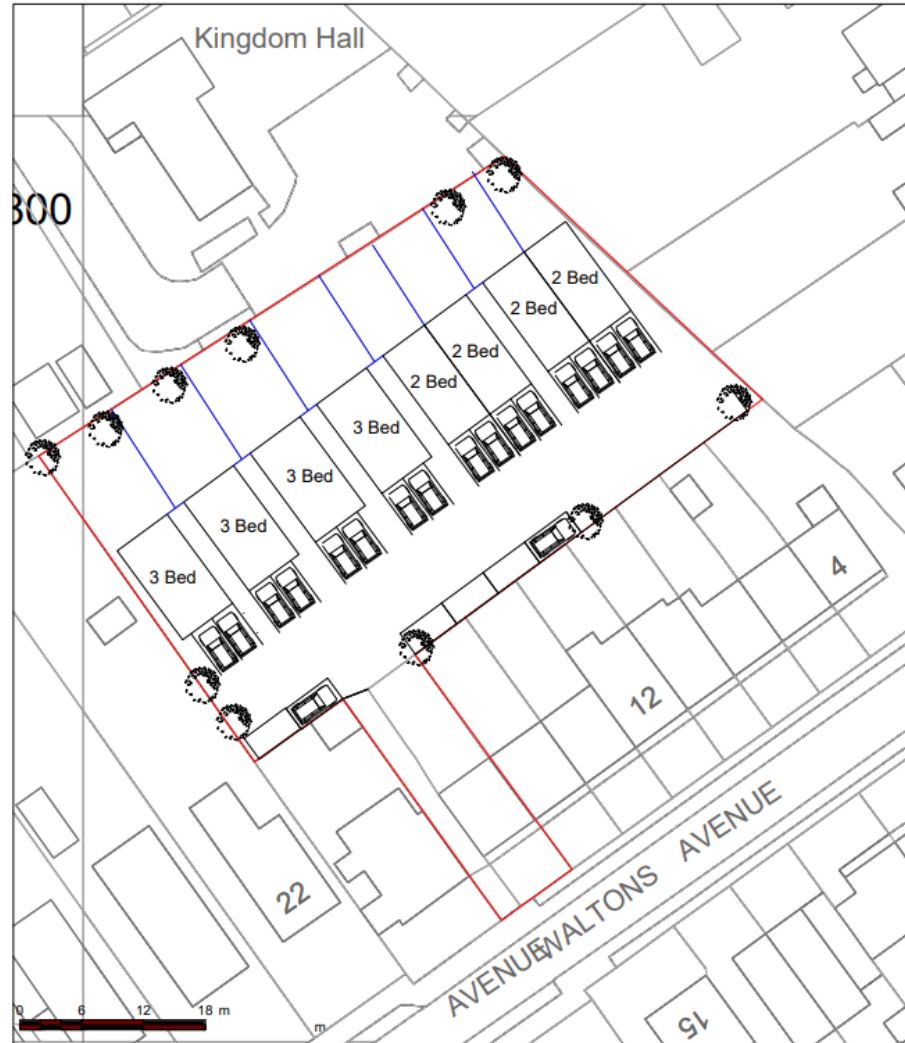 Kingdom Hall
300
2 Bed
2 Bed
2 Bed
2 Bed
3 Bed
3 Bed
3 Bed
3 Bed
4
12
22
AVENUE
WALTONS AVENUE
15
0 6 12 18 m
m